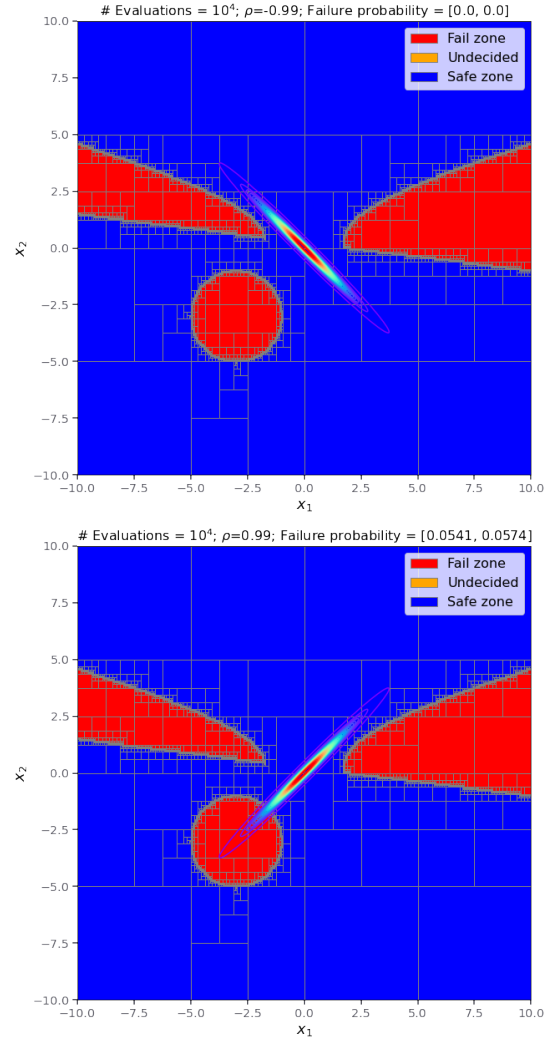 # Evaluations = 10⁴; ρ=-0.99; Failure probability = [0.0, 0.0]
Fail zone
Undecided
Safe zone
10.0
7.5
5.0
2.5
0.0
−2.5
−5.0
−7.5
−10.0
x₂
−10.0 −7.5 −5.0 −2.5 0.0 2.5 5.0 7.5 10.0
x₁
# Evaluations = 10⁴; ρ=0.99; Failure probability = [0.0541, 0.0574]
Fail zone
Undecided
Safe zone
10.0
7.5
5.0
2.5
0.0
−2.5
−5.0
−7.5
−10.0
x₂
−10.0 −7.5 −5.0 −2.5 0.0 2.5 5.0 7.5 10.0
x₁